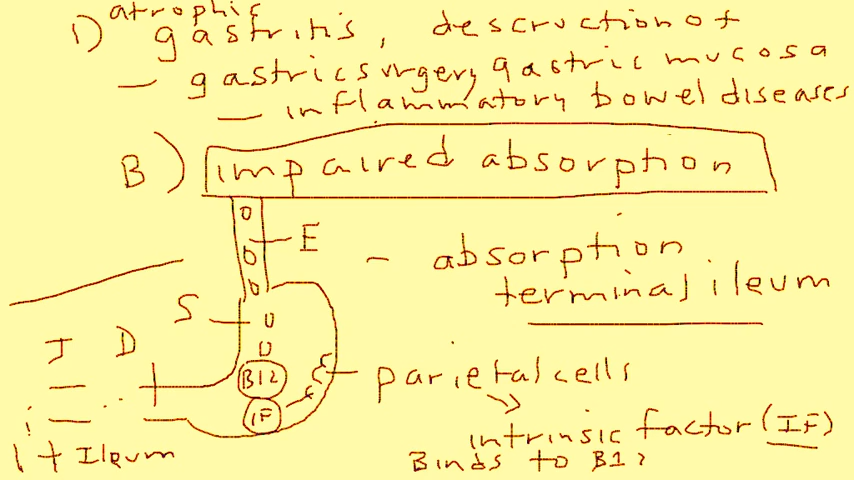 atrophic
1) gastritis, descruction of
— gastric surgery gastric mucosa
— inflammatory bowel diseases
B) impaired absorption
E
- absorption
terminal ileum
S
J D
B12
parietal cells
IF
intrinsic factor (IF)
Ileum
Binds to B12